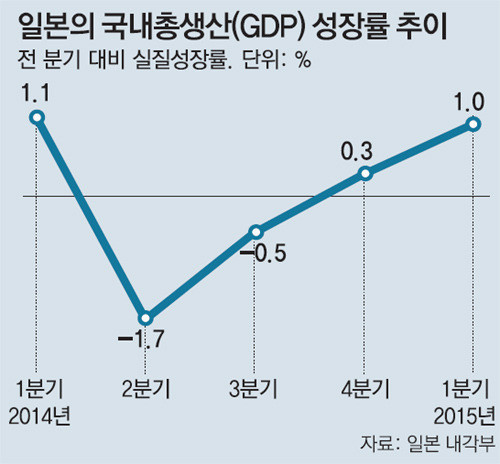 일본의 국내총생산(GDP) 성장률 추이
전 분기 대비 실질성장률. 단위: %
1.1
-1.7
-0.5
0.3
1.0
1분기 2분기 3분기 4분기 1분기
2014년 2015년
자료: 일본 내각부